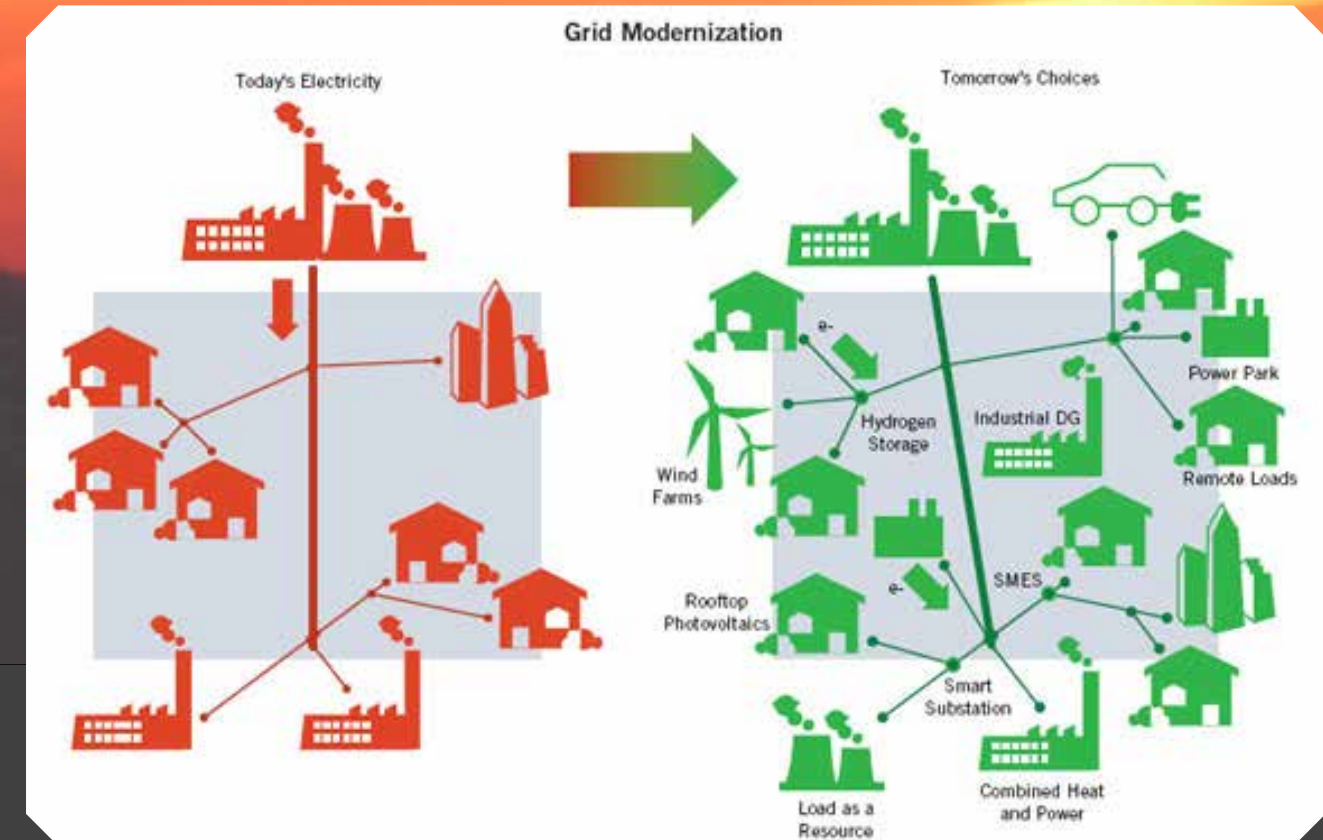 Grid Modernization
Today's Electricity
Tomorrow's Choices
e-
Power Park
Hydrogen
Storage
Industrial DG
Wind
Farms
Remote Loads
SMES
e-
Rooftop
Photovoltaics
Smart
Substation
Combined Heat
and Power
Load as a
Resource